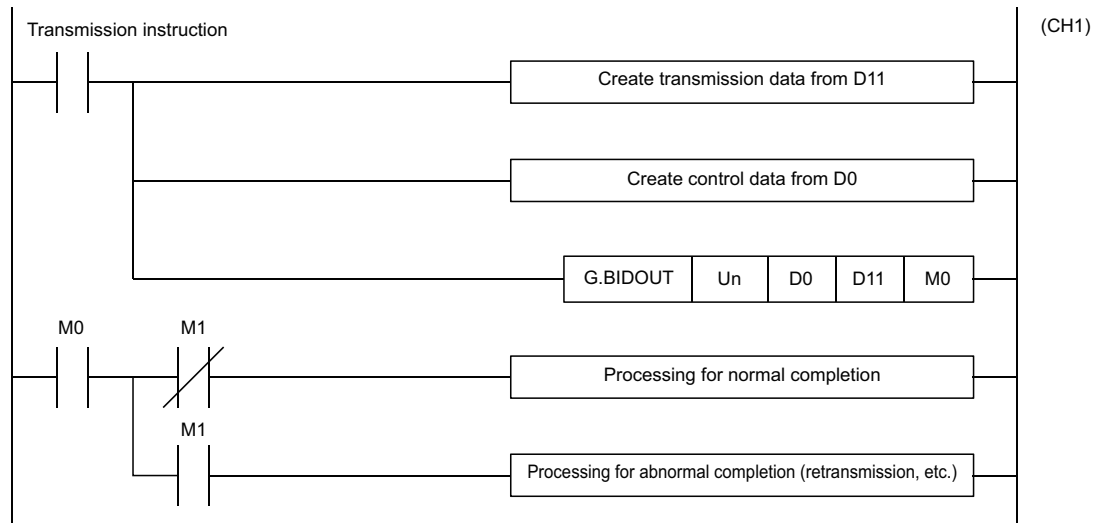 Transmission instruction
(CH1)
Create transmission data from D11
Create control data from D0
G.BIDOUT Un D0 D11 M0
M0 M1
Processing for normal completion
M1
Processing for abnormal completion (retransmission, etc.)